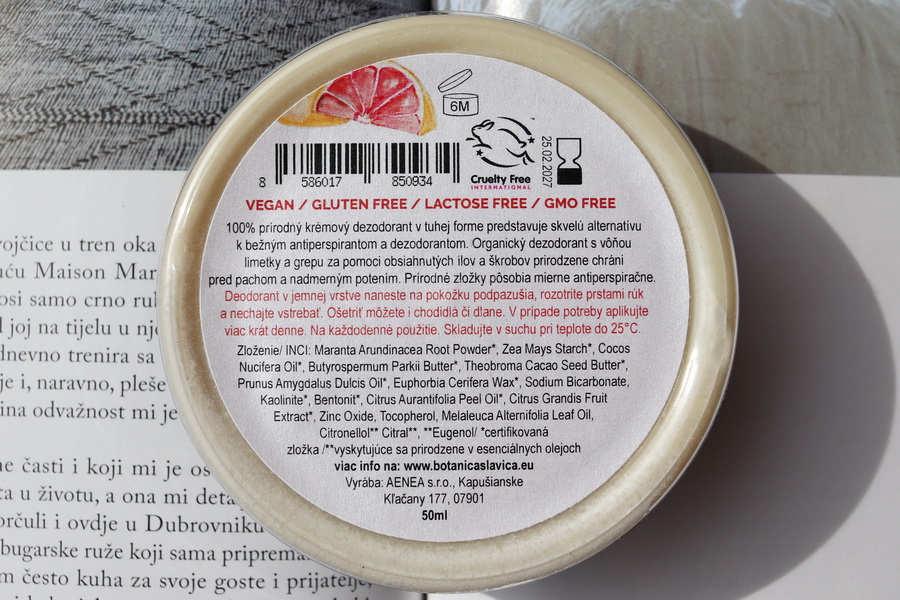 6M
25.02.2027
8 586017 850934
Cruelty Free
INTERNATIONAL
VEGAN / GLUTEN FREE / LACTOSE FREE / GMO FREE
100% prírodný krémový dezodorant v tuhej forme predstavuje skvelú alternatívu
k bežným antiperspirantom a dezodorantom. Organický dezodorant s vôňou
limetky a grepu za pomoci obsiahnutých ílov a škrobov prirodzene chráni
pred pachom a nadmerným potením. Prírodné zložky pôsobia mierne antiperspiračne.
Deodorant v jemnej vrstve naneste na pokožku podpazušia, rozotrite prstami rúk
a nechajte vstrebať. Ošetriť môžete i chodidlá či dlane. V prípade potreby aplikujte
viac krát denne. Na každodenné použitie. Skladujte v suchu pri teplote do 25°C.
Zloženie/ INCI: Maranta Arundinacea Root Powder*, Zea Mays Starch*, Cocos
Nucifera Oil*, Butyrospermum Parkii Butter*, Theobroma Cacao Seed Butter*,
Prunus Amygdalus Dulcis Oil*, Euphorbia Cerifera Wax*, Sodium Bicarbonate,
Kaolinite*, Bentonit*, Citrus Aurantifolia Peel Oil*, Citrus Grandis Fruit
Extract*, Zinc Oxide, Tocopherol, Melaleuca Alternifolia Leaf Oil,
Citronellol** Citral**, **Eugenol/ *certifikovaná
zložka /**vyskytujúce sa prirodzene v esenciálnych olejoch
viac info na: www.botanicaslavica.eu
Výrába: AENEA s.r.o., Kapušianske
Kľačany 177, 07901
50ml
vojčice u tren oka
uću Maison Mar
osi samo crno rul
joj na tijelu u nje
dnevno trenira sa
je i, naravno, pleše
ina odvažnost mi je
ne časti i koji mi je os
ta u životu, a ona mi deta
orčuli i ovdje u Dubrovniku
bugarske ruže koji sama priprema.
m često kuha za svoje goste i prijatelje,